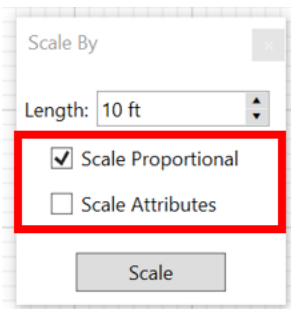 Scale By
Length: 10 ft
Scale Proportional
Scale Attributes
Scale